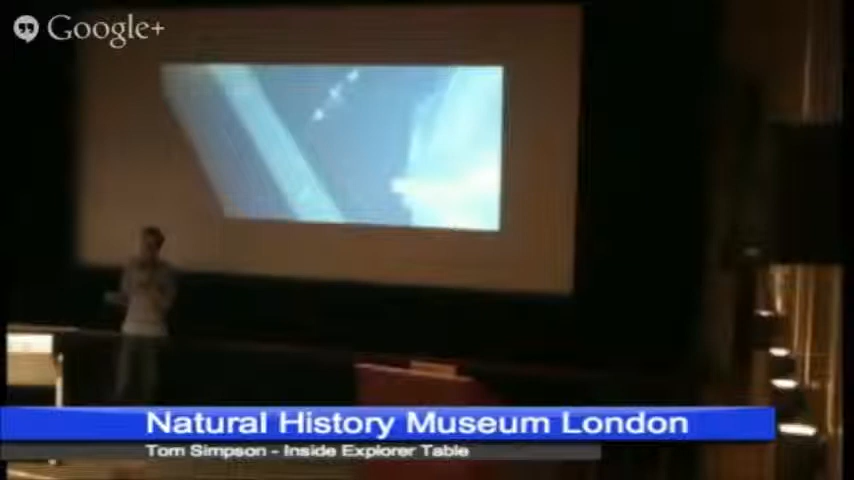 Google+
Natural History Museum London
Tom Simpson - Inside Explorer Table